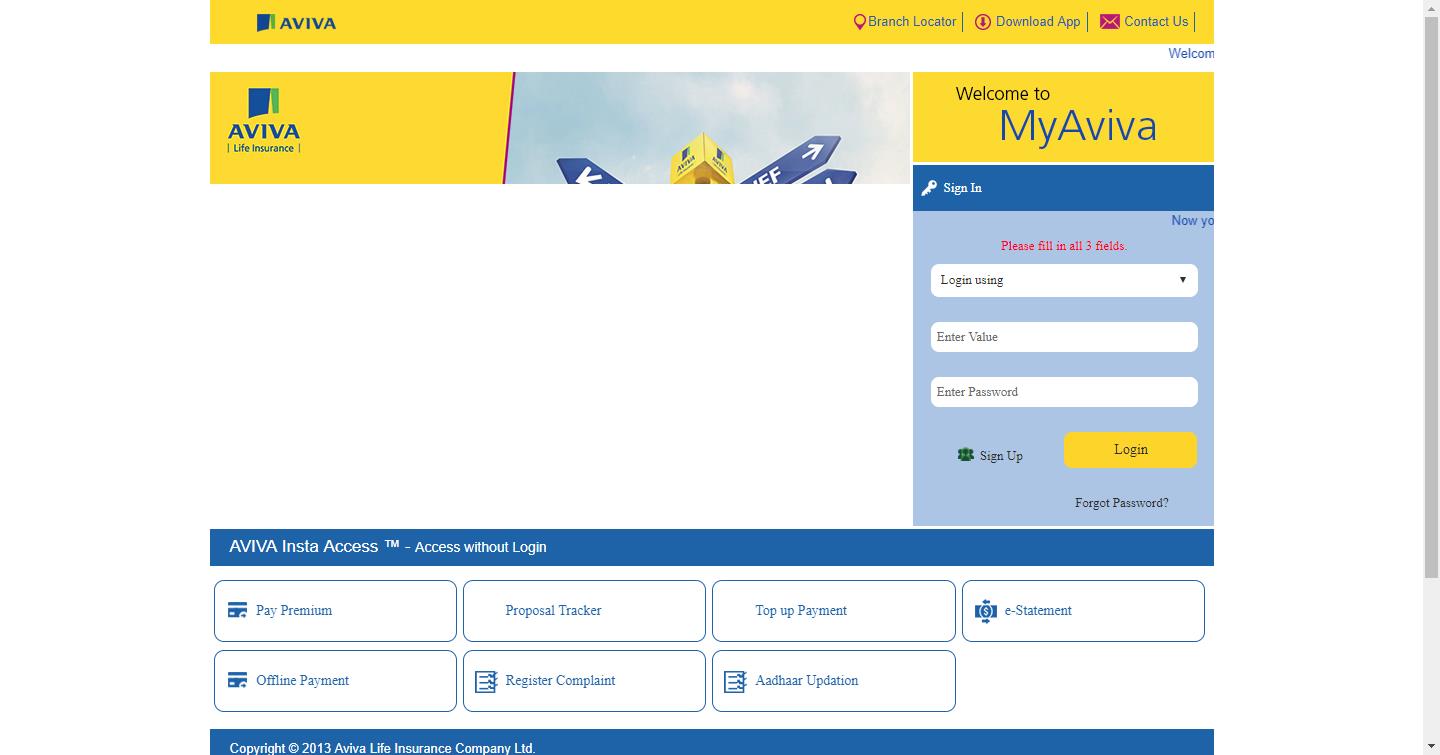 AVIVA
Branch Locator
Download App
Contact Us
Welcom
AVIVA
Life Insurance
AVIVA
AVIVA
Welcome to
MyAviva
Sign In
Now yo
Please fill in all 3 fields.
Login using
Enter Value
Enter Password
Sign Up
Login
Forgot Password?
AVIVA Insta Access ™ - Access without Login
Pay Premium
Proposal Tracker
Top up Payment
e-Statement
Offline Payment
Register Complaint
Aadhaar Updation
Copyright © 2013 Aviva Life Insurance Company Ltd.